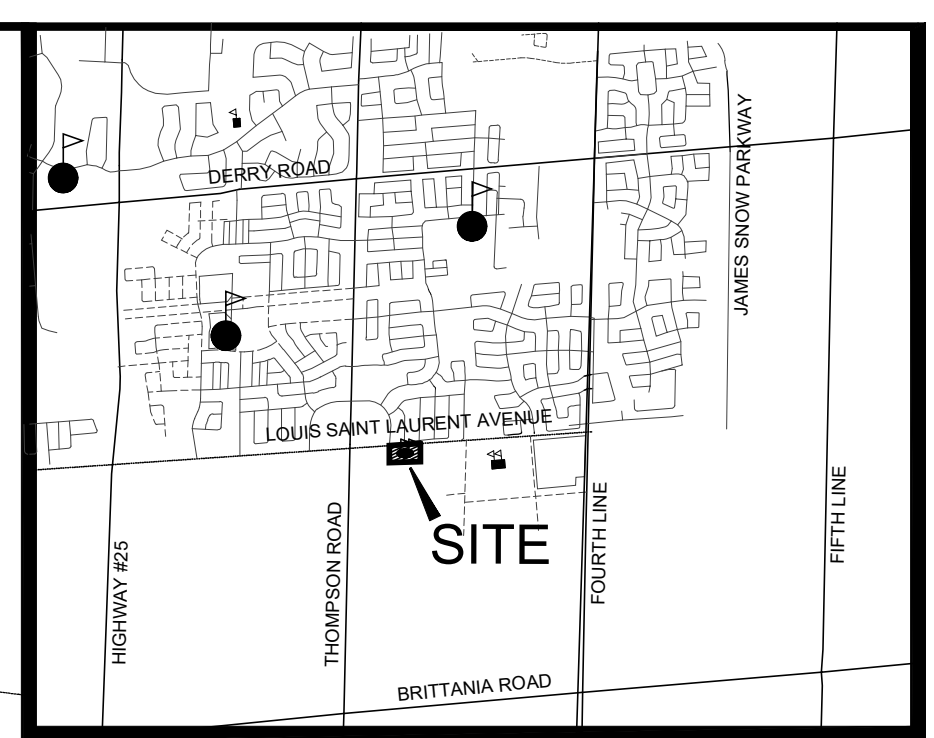 DERRY ROAD
JAMES SNOW PARKWAY
LOUIS SAINT LAURENT AVENUE
SITE
HIGHWAY #25
THOMPSON ROAD
FOURTH LINE
FIFTH LINE
BRITTANIA ROAD